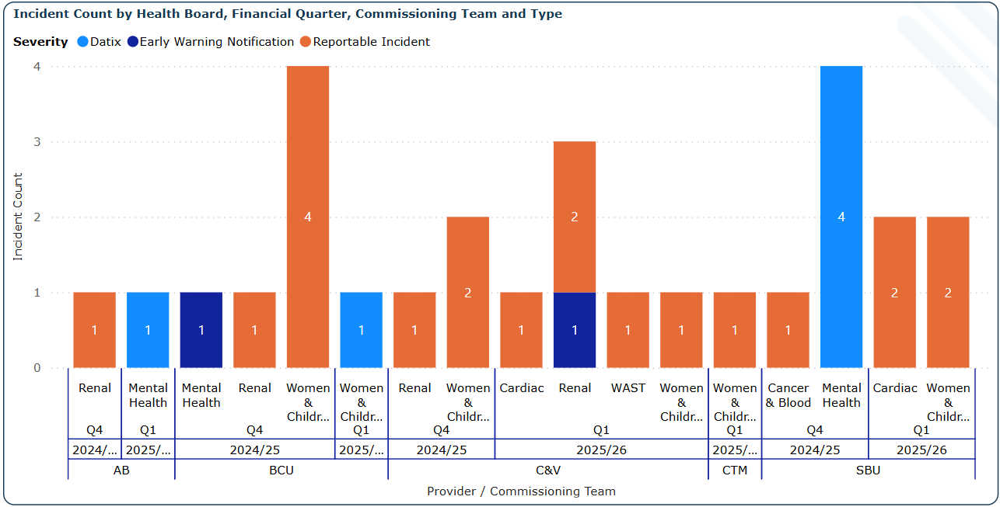 Incident Count by Health Board, Financial Quarter, Commissioning Team and Type
Severity Datix Early Warning Notification Reportable Incident
Incident Count
4
3
2
1
0
1
1
1
1
4
1
1
2
1
2
1
1
1
1
1
4
2
2
Renal
Mental Health
Mental Health
Renal
Women & Childr...
Women & Childr...
Renal
Women & Childr...
Cardiac
Renal
WAST
Women & Childr...
Women & Childr...
Cancer & Blood
Mental Health
Cardiac
Women & Childr...
Q4 Q1 Q4 Q1 Q4 Q1 Q1 Q4 Q1
2024/... 2025/... 2024/25 2025/... 2024/25 2025/26 2025/... 2024/25 2025/26
AB BCU C&V CTM SBU
Provider / Commissioning Team